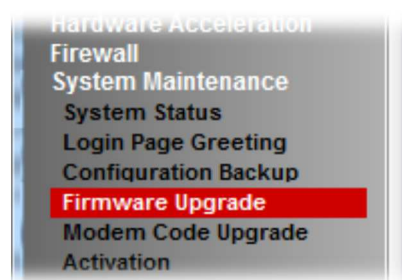 Hardware Acceleration
Firewall
System Maintenance
System Status
Login Page Greeting
Configuration Backup
Firmware Upgrade
Modem Code Upgrade
Activation